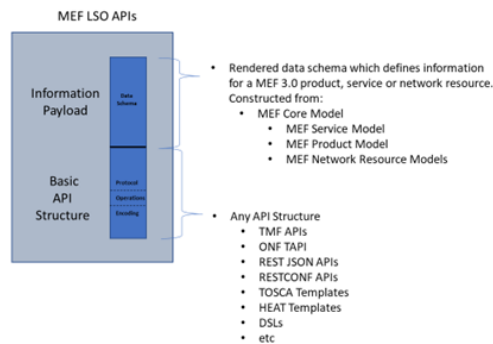 MEF LSO APIs
Information
Payload
Data
Schema
Basic
API
Structure
Protocol
Operations
Encoding
• Rendered data schema which defines information
for a MEF 3.0 product, service or network resource.
Constructed from:
• MEF Core Model
• MEF Service Model
• MEF Product Model
• MEF Network Resource Models
• Any API Structure
• TMF APIs
• ONF TAPI
• REST JSON APIs
• RESTCONF APIs
• TOSCA Templates
• HEAT Templates
• DSLs
• etc